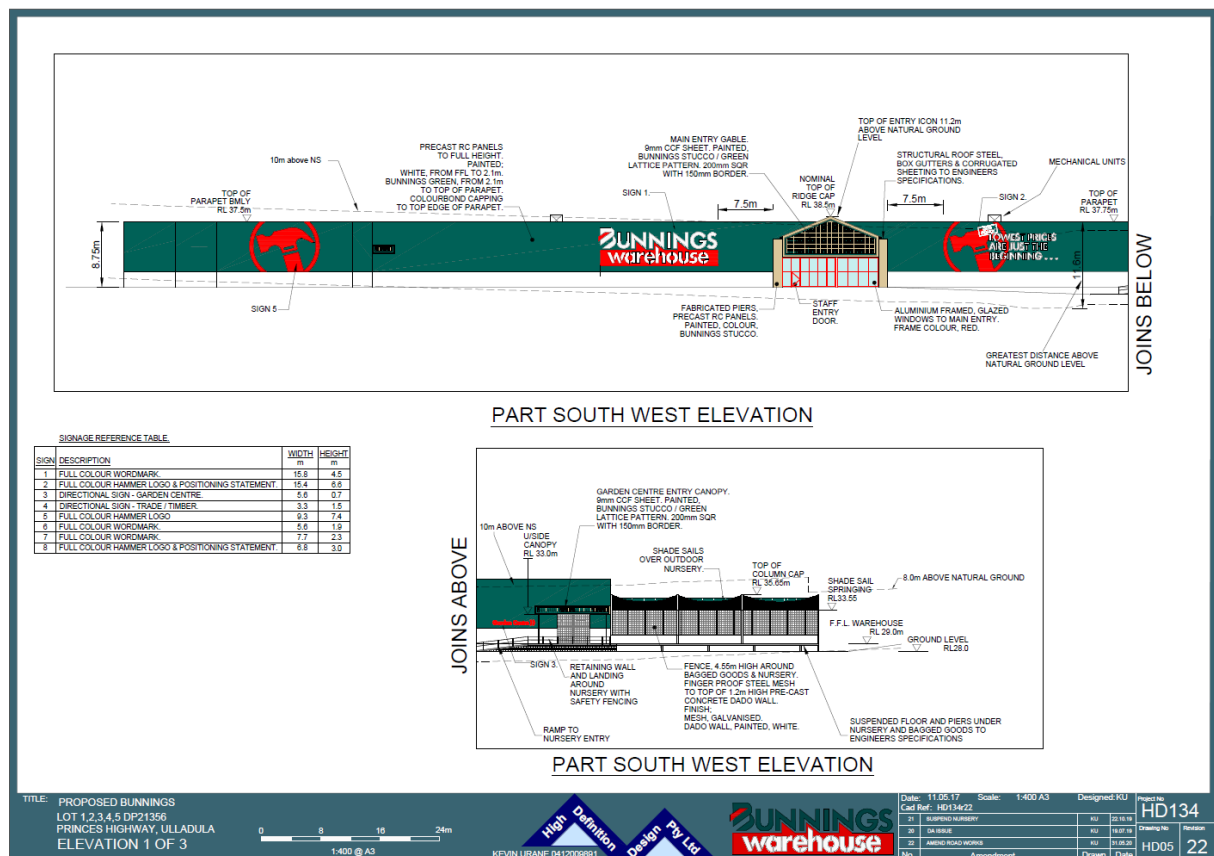 TOP OF ENTRY ICON 11.2m
ABOVE NATURAL GROUND
LEVEL
MAIN ENTRY GABLE.
9mm CCF SHEET. PAINTED,
BUNNINGS STUCCO / GREEN
LATTICE PATTERN. 200mm SQR
WITH 150mm BORDER.
PRECAST RC PANELS
TO FULL HEIGHT.
PAINTED;
WHITE, FROM FFL TO 2.1m.
BUNNINGS GREEN, FROM 2.1m
TO TOP OF PARAPET.
COLOURBOND CAPPING
TO TOP EDGE OF PARAPET.
10m above NS
STRUCTURAL ROOF STEEL,
BOX GUTTERS & CORRUGATED
SHEETING TO ENGINEERS
SPECIFICATIONS.
MECHANICAL UNITS
NOMINAL
TOP OF
RIDGE CAP
RL 38.5m
TOP OF
PARAPET BMLY
RL 37.5m
SIGN 1.
SIGN 2.
TOP OF
PARAPET
RL 37.75m
7.5m
7.5m
8.75m
BUNNINGS
warehouse
LOWEST PRICES
ARE JUST THE
BEGINNING...
11.6m
SIGN 5
FABRICATED PIERS,
PRECAST RC PANELS.
PAINTED, COLOUR,
BUNNINGS STUCCO.
STAFF
ENTRY
DOOR.
ALUMINIUM FRAMED, GLAZED
WINDOWS TO MAIN ENTRY.
FRAME COLOUR, RED.
GREATEST DISTANCE ABOVE
NATURAL GROUND LEVEL
JOINS BELOW
PART SOUTH WEST ELEVATION
SIGNAGE REFERENCE TABLE.
SIGN DESCRIPTION WIDTH m HEIGHT m
1 FULL COLOUR WORDMARK. 15.8 4.5
2 FULL COLOUR HAMMER LOGO & POSITIONING STATEMENT. 15.4 6.6
3 DIRECTIONAL SIGN - GARDEN CENTRE. 5.6 0.7
4 DIRECTIONAL SIGN - TRADE / TIMBER. 3.3 1.5
5 FULL COLOUR HAMMER LOGO 9.3 7.4
6 FULL COLOUR WORDMARK. 5.6 1.9
7 FULL COLOUR WORDMARK. 7.7 2.3
8 FULL COLOUR HAMMER LOGO & POSITIONING STATEMENT. 6.8 3.0
JOINS ABOVE
GARDEN CENTRE ENTRY CANOPY.
9mm CCF SHEET. PAINTED,
BUNNINGS STUCCO / GREEN
LATTICE PATTERN. 200mm SQR
WITH 150mm BORDER.
10m ABOVE NS
U/SIDE
CANOPY
RL 33.0m
SHADE SAILS
OVER OUTDOOR
NURSERY.
TOP OF
COLUMN CAP
RL 35.65m
8.0m ABOVE NATURAL GROUND
SHADE SAIL
SPRINGING
RL33.55
F.F.L. WAREHOUSE
RL 29.0m
GROUND LEVEL
RL28.0
SIGN 3.
RETAINING WALL
AND LANDING
AROUND
NURSERY WITH
SAFETY FENCING
FENCE, 4.55m HIGH AROUND
BAGGED GOODS & NURSERY.
FINGER PROOF STEEL MESH
TO TOP OF 1.2m HIGH PRE-CAST
CONCRETE DADO WALL.
FINISH;
MESH, GALVANISED.
DADO WALL, PAINTED, WHITE.
RAMP TO
NURSERY ENTRY
SUSPENDED FLOOR AND PIERS UNDER
NURSERY AND BAGGED GOODS TO
ENGINEERS SPECIFICATIONS
PART SOUTH WEST ELEVATION
TITLE: PROPOSED BUNNINGS
LOT 1,2,3,4,5 DP21356
PRINCES HIGHWAY, ULLADULA
ELEVATION 1 OF 3
0 8 16 24m
1:400 @ A3
High Definition Design Pty Ltd
KEVIN URANE 0412009891
BUNNINGS
warehouse
Date: 11.05.17 Scale: 1:400 A3 Designed: KU
Cad Ref: HD134r22
21 SUSPEND NURSERY KU 22.10.19
20 DA ISSUE KU 19.07.19
22 AMEND ROAD WORKS KU 31.05.20
No. Amendment Drawn Date
Project No
HD134
Drawing No
HD05
Revision
22